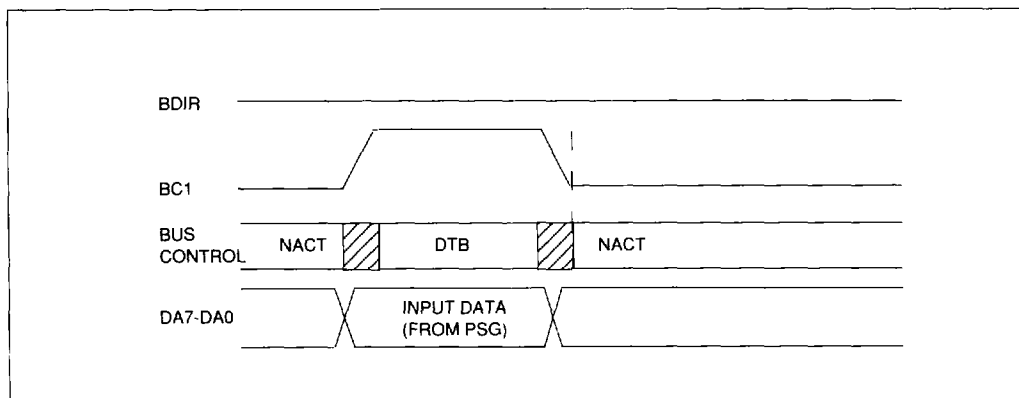 BDIR
BC1
BUS
CONTROL
NACT
DTB
NACT
DA7-DA0
INPUT DATA
(FROM PSG)